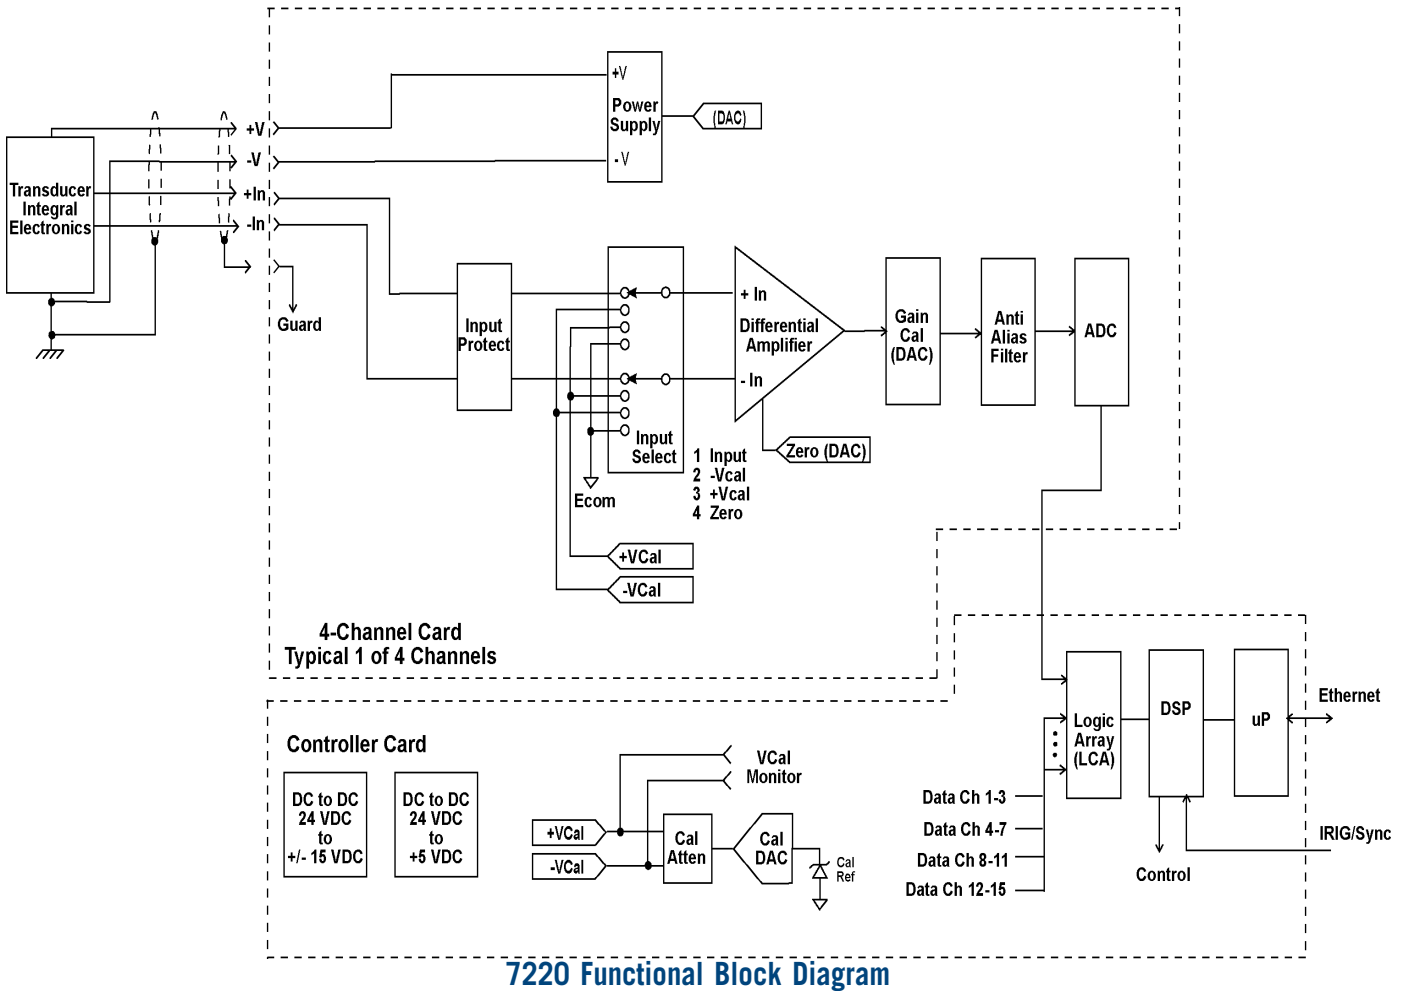 +V
Power
Supply
- V
(DAC)
+V
-V
+In
-In
Transducer
Integral
Electronics
Guard
Input
Protect
Input
Select
+ In
Differential
Amplifier
- In
Gain
Cal
(DAC)
Anti
Alias
Filter
ADC
Zero (DAC)
1 Input
2 -Vcal
3 +Vcal
4 Zero
Ecom
+VCal
-VCal
4-Channel Card
Typical 1 of 4 Channels
Controller Card
DC to DC
24 VDC
to
+/- 15 VDC
DC to DC
24 VDC
to
+5 VDC
VCal
Monitor
+VCal
-VCal
Cal
Atten
Cal
DAC
Cal
Ref
Logic
Array
(LCA)
DSP
uP
Ethernet
Data Ch 1-3
Data Ch 4-7
Data Ch 8-11
Data Ch 12-15
IRIG/Sync
Control
7220 Functional Block Diagram